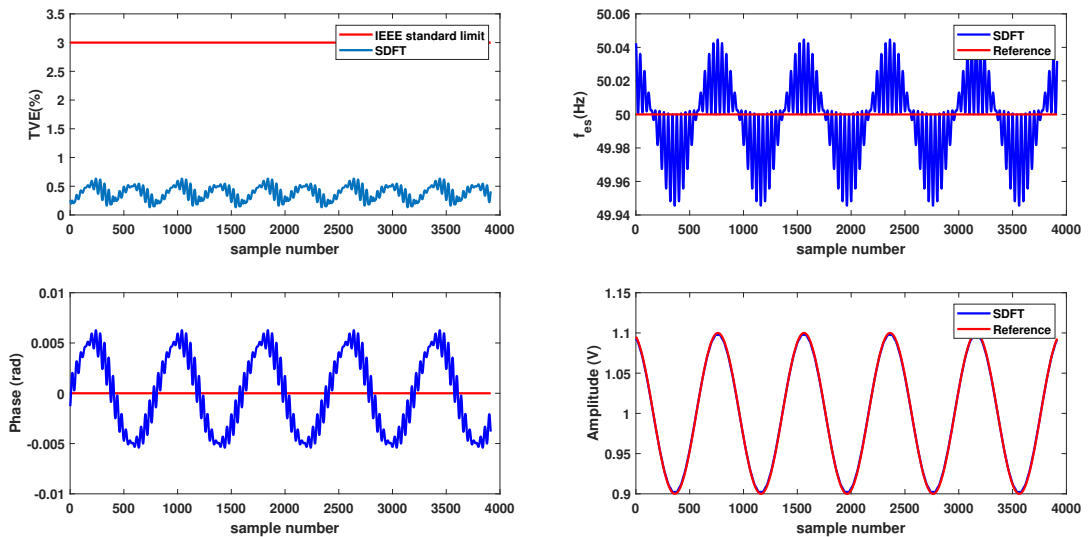 3.5
3
2.5
2
1.5
1
0.5
0
TVE(%)
IEEE standard limit
SDFT
0 500 1000 1500 2000 2500 3000 3500 4000
sample number
50.06
50.04
50.02
50
49.98
49.96
49.94
f_es(Hz)
SDFT
Reference
0 500 1000 1500 2000 2500 3000 3500 4000
sample number
0.01
0.005
0
-0.005
-0.01
Phase (rad)
0 500 1000 1500 2000 2500 3000 3500 4000
sample number
1.15
1.1
1.05
1
0.95
0.9
Amplitude (V)
SDFT
Reference
0 500 1000 1500 2000 2500 3000 3500 4000
sample number